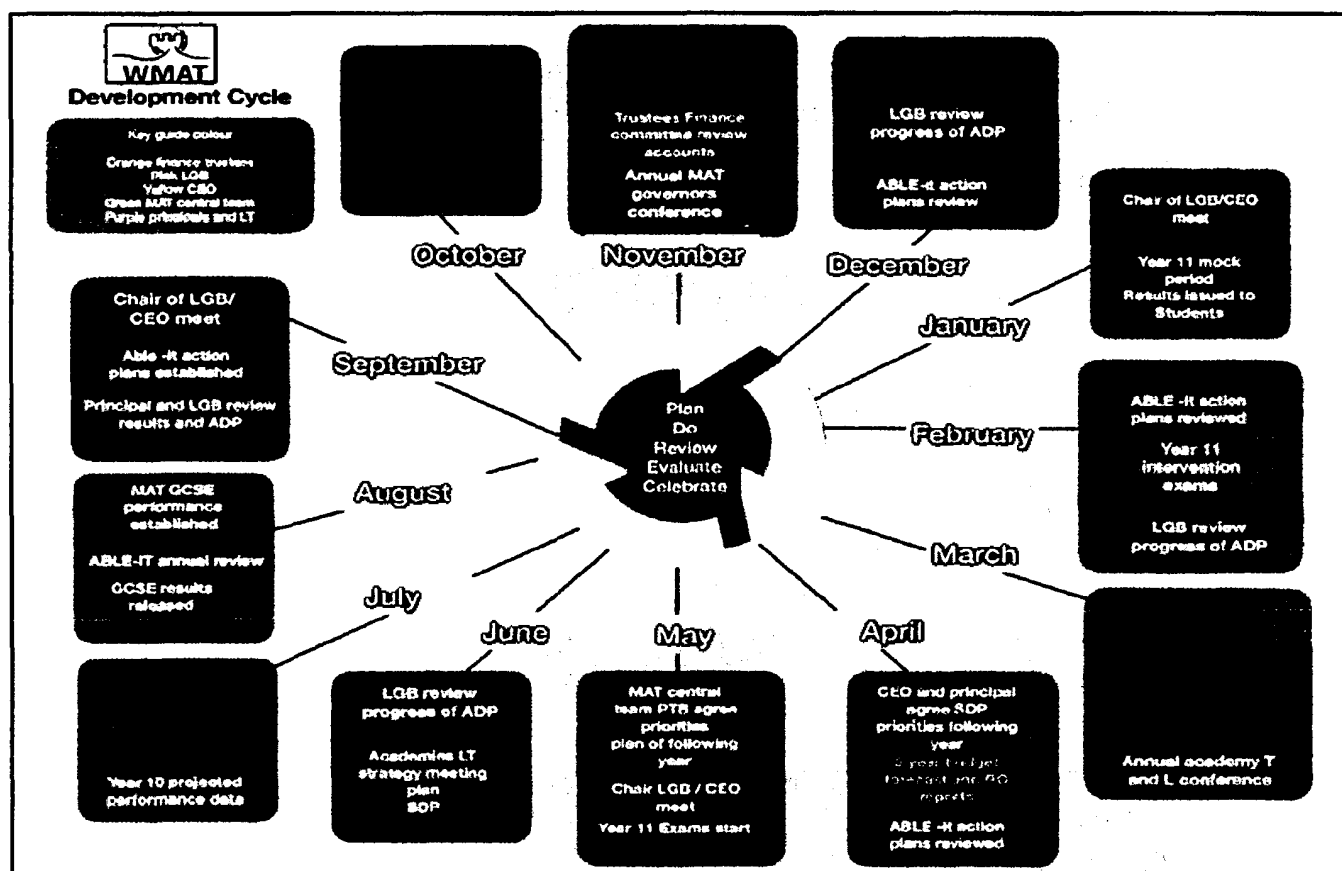 WMAT
Development Cycle
Key guide colour
Orange finance trustees
Pink LGB
Yellow CEO
Green MAT central team
Purple principals and LT
October
Trustees Finance
committee review
accounts
Annual MAT
governors
conference
November
LGB review
progress of ADP
ABLE-it action
plans review
December
Chair of LGB/CEO
meet
Year 11 mock
period
Results issued to
Students
January
ABLE -it action
plans reviewed
Year 11
intervention
exams
LGB review
progress of ADP
February
March
Annual academy T
and L conference
April
CEO and principal
agree SDP
priorities following
year
year budget
forecast and
reports
ABLE -it action
plans reviewed
May
MAT central
team PTB agree
priorities
plan of following
year
Chair LGB / CEO
meet
Year 11 Exams start
June
LGB review
progress of ADP
Academies LT
strategy meeting
plan
SDP
July
Year 10 projected
performance data
August
MAT GCSE
performance
established
ABLE-IT annual review
GCSE results
released
September
Chair of LGB/
CEO meet
Able -it action
plans established
Principal and LGB review
results and ADP
Plan
Do
Review
Evaluate
Celebrate